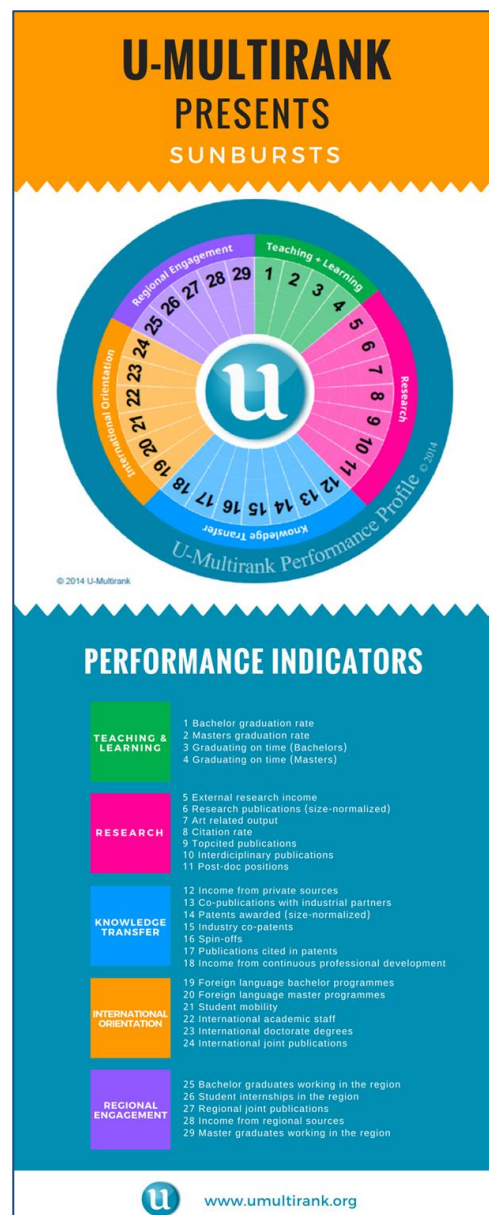 U-MULTIRANK
PRESENTS
SUNBURSTS
Regional Engagement
Teaching + Learning
Research
Knowledge Transfer
International Orientation
1
2
3
4
5
6
7
8
9
10
11
12
13
14
15
16
17
18
19
20
21
22
23
24
25
26
27
28
29
u
U-Multirank Performance Profile © 2014
© 2014 U-Multirank
PERFORMANCE INDICATORS
TEACHING &
LEARNING
1 Bachelor graduation rate
2 Masters graduation rate
3 Graduating on time (Bachelors)
4 Graduating on time (Masters)
RESEARCH
5 External research income
6 Research publications (size-normalized)
7 Art related output
8 Citation rate
9 Topcited publications
10 Interdiciplinary publications
11 Post-doc positions
KNOWLEDGE
TRANSFER
12 Income from private sources
13 Co-publications with industrial partners
14 Patents awarded (size-normalized)
15 Industry co-patents
16 Spin-offs
17 Publications cited in patents
18 Income from continuous professional development
INTERNATIONAL
ORIENTATION
19 Foreign language bachelor programmes
20 Foreign language master programmes
21 Student mobility
22 International academic staff
23 International doctorate degrees
24 International joint publications
REGIONAL
ENGAGEMENT
25 Bachelor graduates working in the region
26 Student internships in the region
27 Regional joint publications
28 Income from regional sources
29 Master graduates working in the region
u
www.umultirank.org